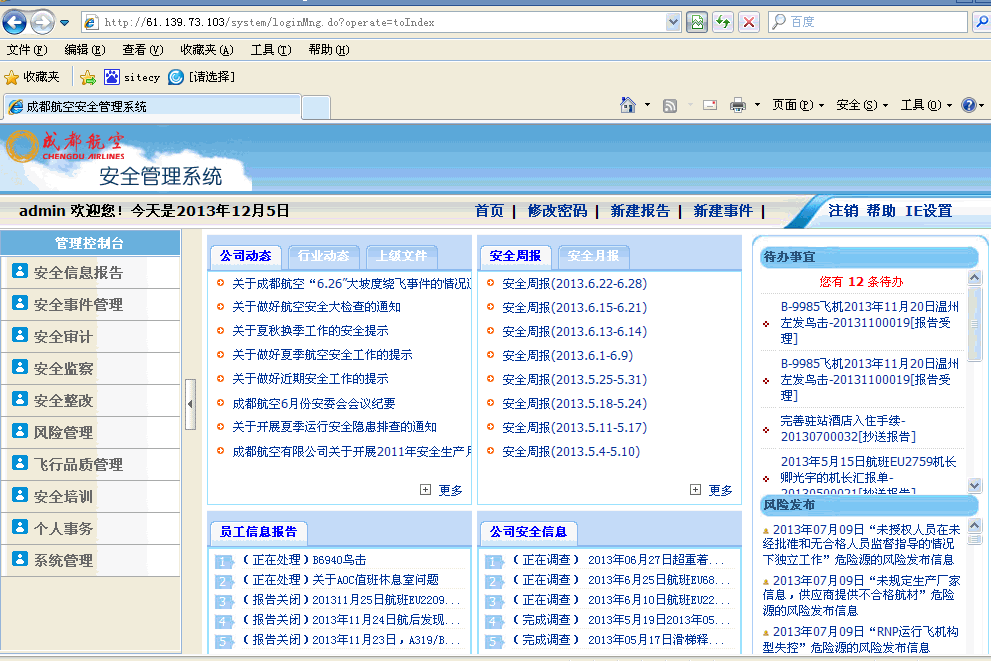 http://61.139.73.103/system/loginMng.do?operate=toIndex
百度
文件(F) 编辑(E) 查看(V) 收藏夹(A) 工具(T) 帮助(H)
收藏夹 sitecy [请选择]
成都航空安全管理系统
页面(P) 安全(S) 工具(O)
成都航空
CHENGDU AIRLINES
安全管理系统
admin 欢迎您！今天是2013年12月5日
首页 | 修改密码 | 新建报告 | 新建事件 |
注销 帮助 IE设置
管理控制台
安全信息报告
安全事件管理
安全审计
安全监察
安全整改
风险管理
飞行品质管理
安全培训
个人事务
系统管理
公司动态 行业动态 上级文件
关于成都航空“6.26”大坡度绕飞事件的情况
关于做好航空安全大检查的通知
关于夏秋换季工作的安全提示
关于做好夏季航空安全工作的提示
关于做好近期安全工作的提示
成都航空6月份安委会会议纪要
关于开展夏季运行安全隐患排查的通知
成都航空有限公司关于开展2011年安全生产月
更多
安全周报 安全月报
安全周报(2013.6.22-6.28)
安全周报(2013.6.15-6.21)
安全周报(2013.6.13-6.14)
安全周报(2013.6.1-6.9)
安全周报(2013.5.25-5.31)
安全周报(2013.5.18-5.24)
安全周报(2013.5.11-5.17)
安全周报(2013.5.4-5.10)
更多
员工信息报告
1 （正在处理）B6940鸟击
2 （正在处理）关于AOC值班休息室问题
3 （报告关闭）201311月25日航班EU2209...
4 （报告关闭）2013年11月24日航后发现...
5 （报告关闭）2013年11月23日，A319/B...
公司安全信息
1 （正在调查） 2013年06月27日超重着...
2 （正在调查） 2013年6月25日航班EU68...
3 （正在调查） 2013年6月10日航班EU22...
4 （完成调查） 2013年5月19日2013年05...
5 （完成调查） 2013年05月17日滑梯释...
待办事宜
您有 12 条待办
B-9985飞机2013年11月20日温州
左发鸟击-20131100019[报告受
理]
B-9985飞机2013年11月20日温州
左发鸟击-20131100019[报告受
理]
完善驻站酒店入住手续-
20130700032[抄送报告]
2013年5月15日航班EU2759机长
卿光宇的机长汇报单-
20130500021[抄送报告]
风险发布
2013年07月09日“未授权人员在未
经批准和无合格人员监督指导的情况
下独立工作”危险源的风险发布信息
2013年07月09日“未规定生产厂家
信息，供应商提供不合格航材”危险
源的风险发布信息
2013年07月09日“RNP运行飞机构
型失控”危险源的风险发布信息